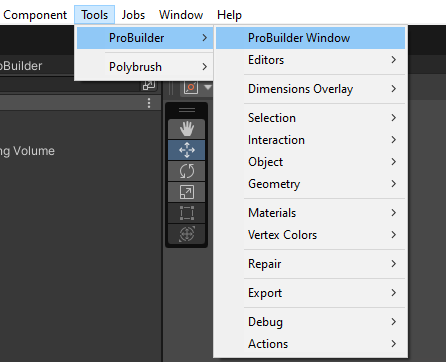 Component Tools Jobs Window Help
ProBuilder
Polybrush
ProBuilder Window
Editors
Dimensions Overlay
Selection
Interaction
Object
Geometry
Materials
Vertex Colors
Repair
Export
Debug
Actions
oBuilder
ng Volume